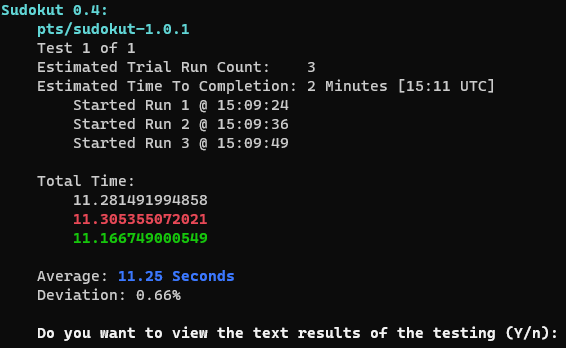 Sudokut 0.4:
pts/sudokut-1.0.1
Test 1 of 1
Estimated Trial Run Count: 3
Estimated Time To Completion: 2 Minutes [15:11 UTC]
Started Run 1 @ 15:09:24
Started Run 2 @ 15:09:36
Started Run 3 @ 15:09:49
Total Time:
11.281491994858
11.305355072021
11.166749000549
Average: 11.25 Seconds
Deviation: 0.66%
Do you want to view the text results of the testing (Y/n):